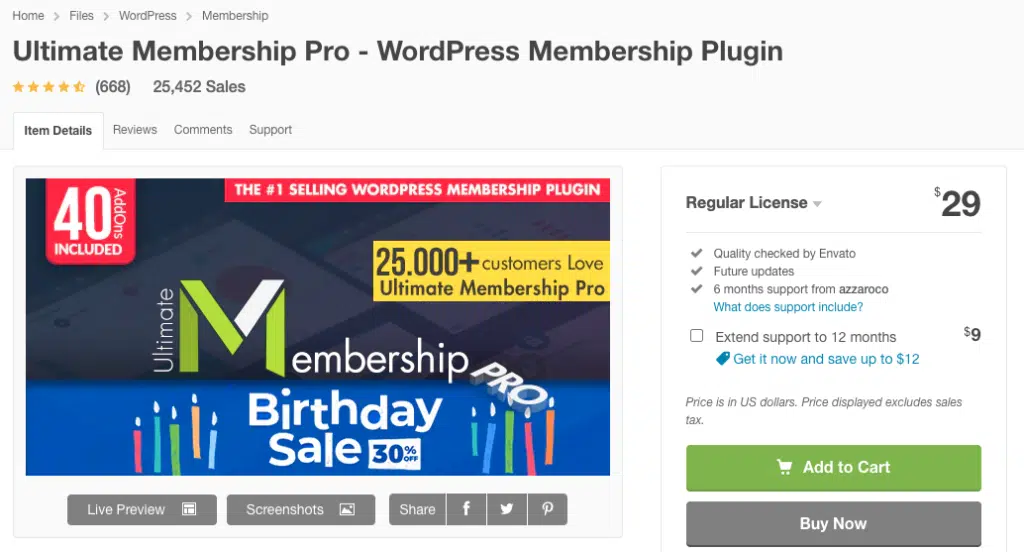 Home > Files > WordPress > Membership
Ultimate Membership Pro - WordPress Membership Plugin
(668) 25,452 Sales
Item Details Reviews Comments Support
40 AddOns
INCLUDED
THE #1 SELLING WORDPRESS MEMBERSHIP PLUGIN
25.000+ customers Love
Ultimate Membership Pro
Ultimate
Membership PRO
Birthday
Sale 30% OFF
Live Preview Screenshots Share
Regular License $29
Quality checked by Envato
Future updates
6 months support from azzaroco
What does support include?
Extend support to 12 months $9
Get it now and save up to $12
Price is in US dollars. Price displayed excludes sales
tax.
Add to Cart
Buy Now